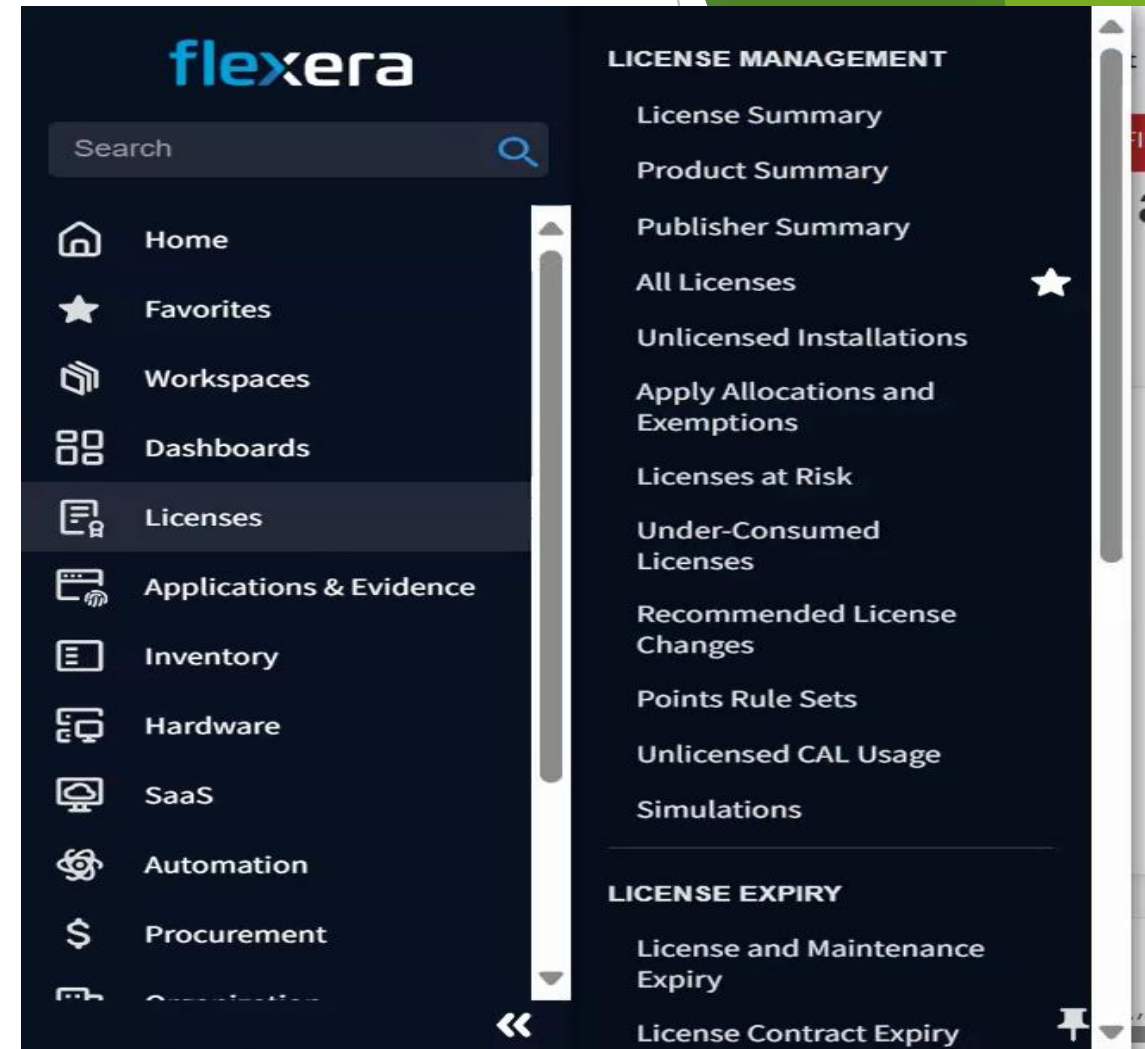 flexera
Search
Home
Favorites
Workspaces
Dashboards
Licenses
Applications & Evidence
Inventory
Hardware
SaaS
Automation
Procurement
LICENSE MANAGEMENT
License Summary
Product Summary
Publisher Summary
All Licenses
Unlicensed Installations
Apply Allocations and
Exemptions
Licenses at Risk
Under-Consumed
Licenses
Recommended License
Changes
Points Rule Sets
Unlicensed CAL Usage
Simulations
LICENSE EXPIRY
License and Maintenance
Expiry
License Contract Expiry